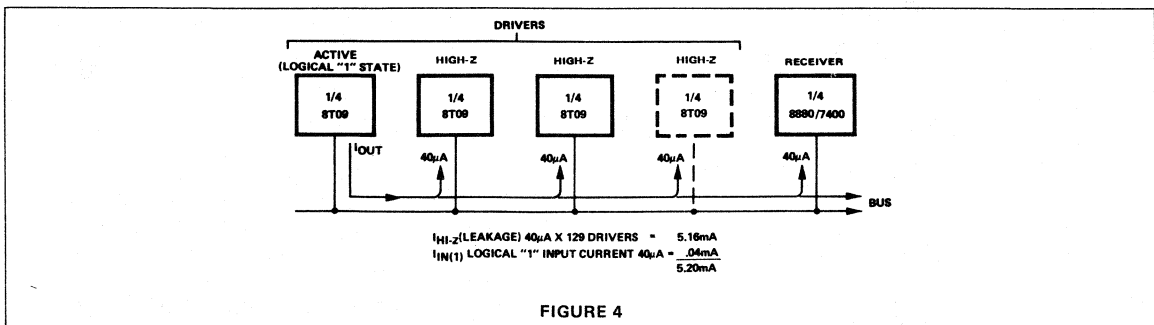 DRIVERS
ACTIVE
(LOGICAL "1" STATE)
HIGH-Z
HIGH-Z
HIGH-Z
RECEIVER
1/4
8T09
1/4
8T09
1/4
8T09
1/4
8T09
1/4
8880/7400
IOUT
40μA
40μA
40μA
40μA
BUS
IHI-Z(LEAKAGE) 40μA X 129 DRIVERS = 5.16mA
IIN(1) LOGICAL "1" INPUT CURRENT 40μA = .04mA
5.20mA
FIGURE 4